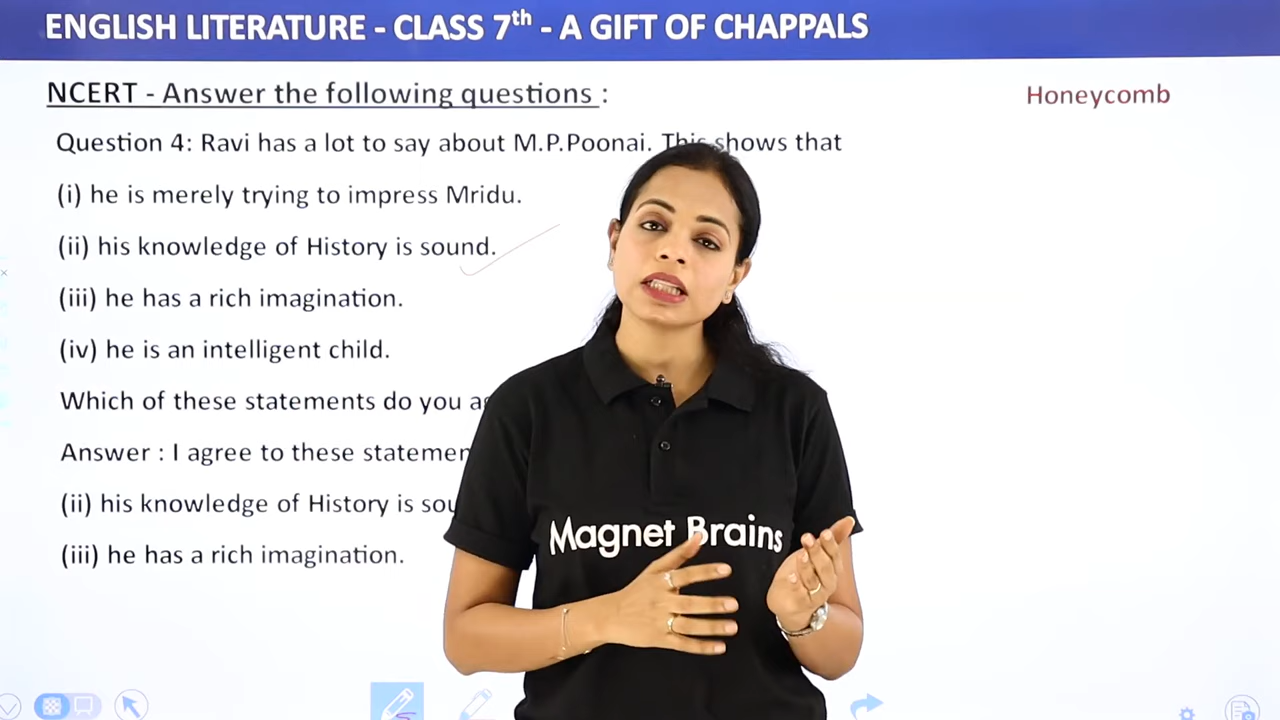 ENGLISH LITERATURE - CLASS 7th - A GIFT OF CHAPPALS
NCERT - Answer the following questions :
Honeycomb
Question 4: Ravi has a lot to say about M.P.Poonai. This shows that
(i) he is merely trying to impress Mridu.
(ii) his knowledge of History is sound.
(iii) he has a rich imagination.
(iv) he is an intelligent child.
Which of these statements do you
Answer : I agree to these
(ii) his knowledge of History is
(iii) he has a rich imagination.
Magnet Brains